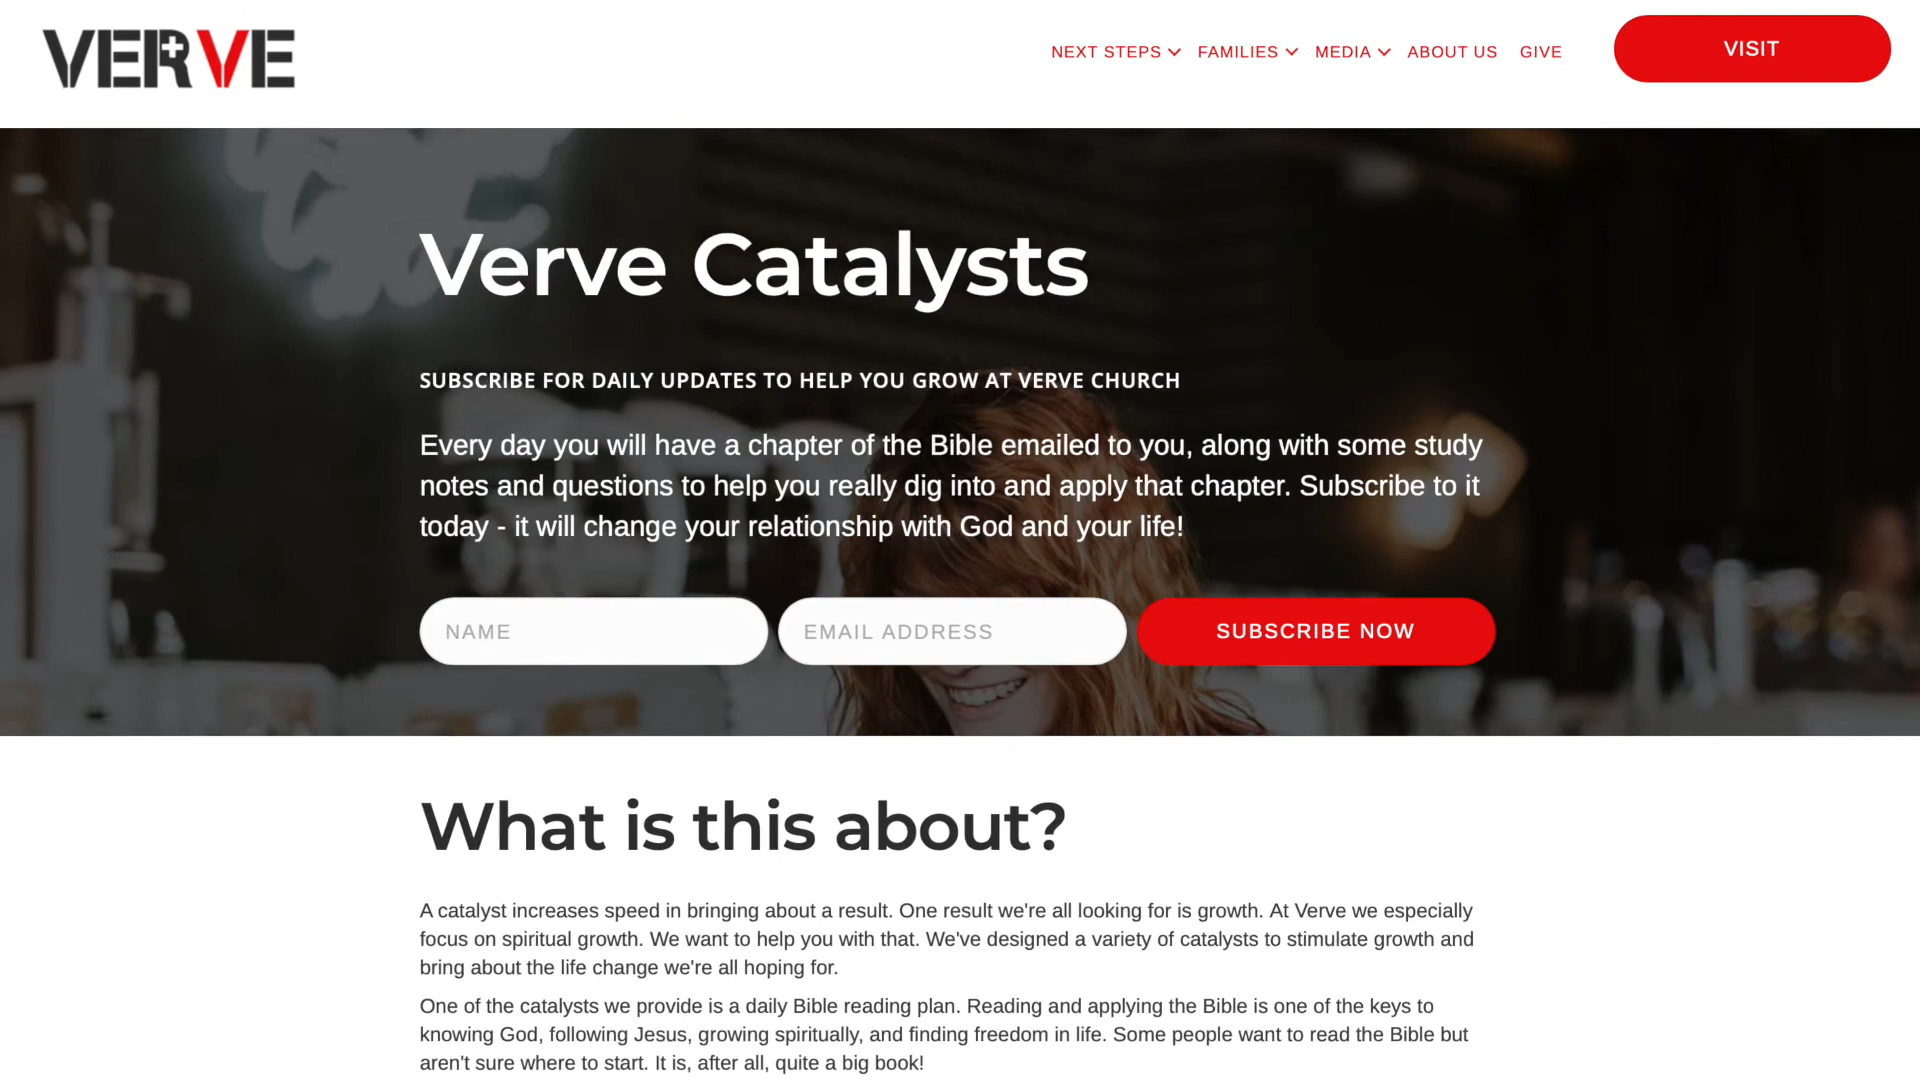 VERVE
NEXT STEPS
FAMILIES
MEDIA
ABOUT US
GIVE
VISIT
Verve Catalysts
SUBSCRIBE FOR DAILY UPDATES TO HELP YOU GROW AT VERVE CHURCH
Every day you will have a chapter of the Bible emailed to you, along with some study
notes and questions to help you really dig into and apply that chapter. Subscribe to it
today - it will change your relationship with God and your life!
NAME
EMAIL ADDRESS
SUBSCRIBE NOW
What is this about?
A catalyst increases speed in bringing about a result. One result we're all looking for is growth. At Verve we especially
focus on spiritual growth. We want to help you with that. We've designed a variety of catalysts to stimulate growth and
bring about the life change we're all hoping for.
One of the catalysts we provide is a daily Bible reading plan. Reading and applying the Bible is one of the keys to
knowing God, following Jesus, growing spiritually, and finding freedom in life. Some people want to read the Bible but
aren't sure where to start. It is, after all, quite a big book!